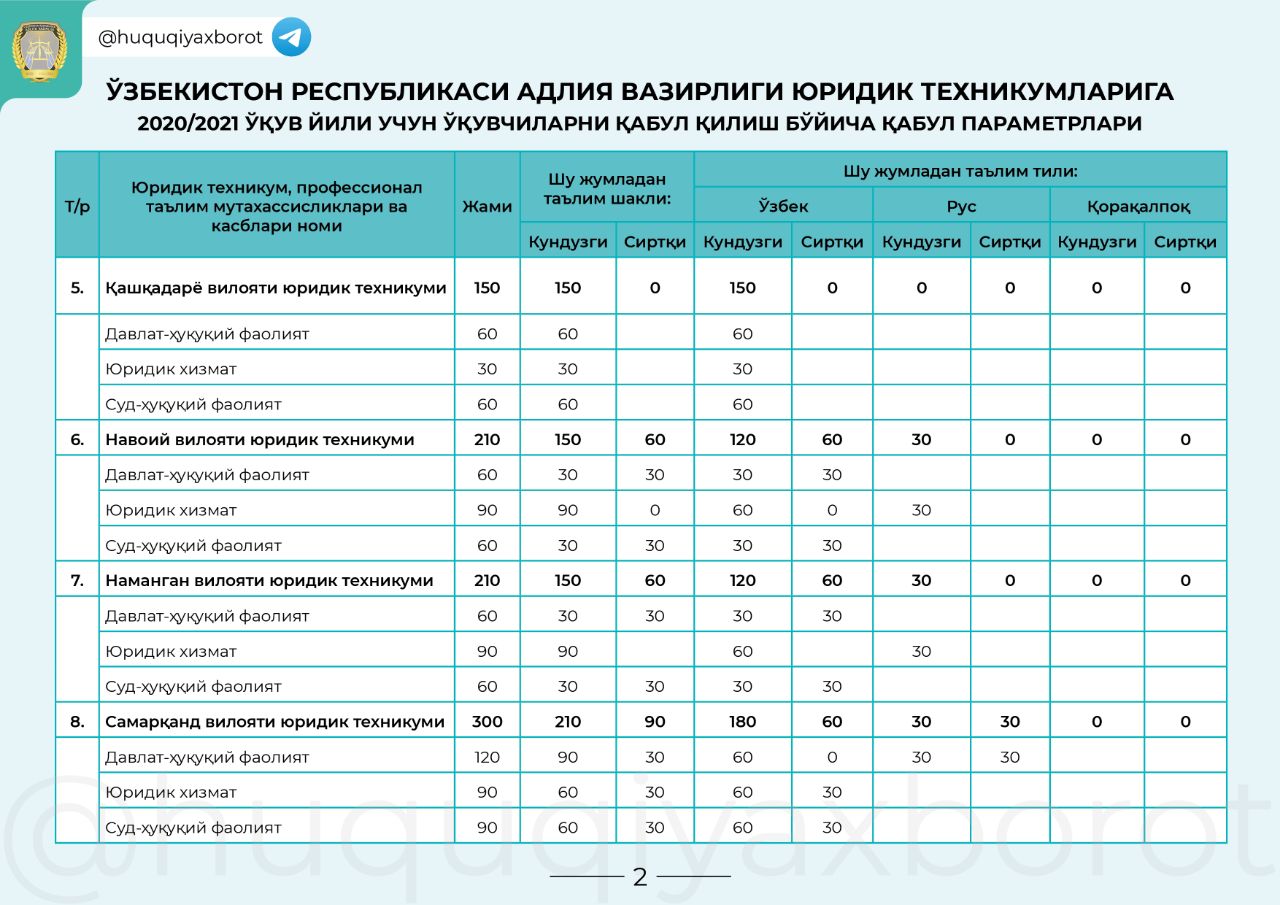 @huquqiyaxborot
ЎЗБЕКИСТОН РЕСПУБЛИКАСИ АДЛИЯ ВАЗИРЛИГИ ЮРИДИК ТЕХНИКУМЛАРИГА
2020/2021 ЎҚУВ ЙИЛИ УЧУН ЎҚУВЧИЛАРНИ ҚАБУЛ ҚИЛИШ БЎЙИЧА ҚАБУЛ ПАРАМЕТРЛАРИ
Т/р
Юридик техникум, профессионал
таълим мутахассисликлари ва
касблари номи
Жами
Шу жумладан
таълим шакли:
Шу жумладан таълим тили:
Ўзбек Рус Қорақалпоқ
Кундузги Сиртқи Кундузги Сиртқи Кундузги Сиртқи Кундузги Сиртқи
5. Қашқадарё вилояти юридик техникуми 150 150 0 150 0 0 0 0 0
Давлат-ҳуқуқий фаолият 60 60 60
Юридик хизмат 30 30 30
Суд-ҳуқуқий фаолият 60 60 60
6. Навоий вилояти юридик техникуми 210 150 60 120 60 30 0 0 0
Давлат-ҳуқуқий фаолият 60 30 30 30 30
Юридик хизмат 90 90 0 60 0 30
Суд-ҳуқуқий фаолият 60 30 30 30 30
7. Наманган вилояти юридик техникуми 210 150 60 120 60 30 0 0 0
Давлат-ҳуқуқий фаолият 60 30 30 30 30
Юридик хизмат 90 90 60 30
Суд-ҳуқуқий фаолият 60 30 30 30 30
8. Самарқанд вилояти юридик техникуми 300 210 90 180 60 30 30 0 0
Давлат-ҳуқуқий фаолият 120 90 30 60 0 30 30
Юридик хизмат 90 60 30 60 30
Суд-ҳуқуқий фаолият 90 60 30 60 30
@huquqiyaxborot
2